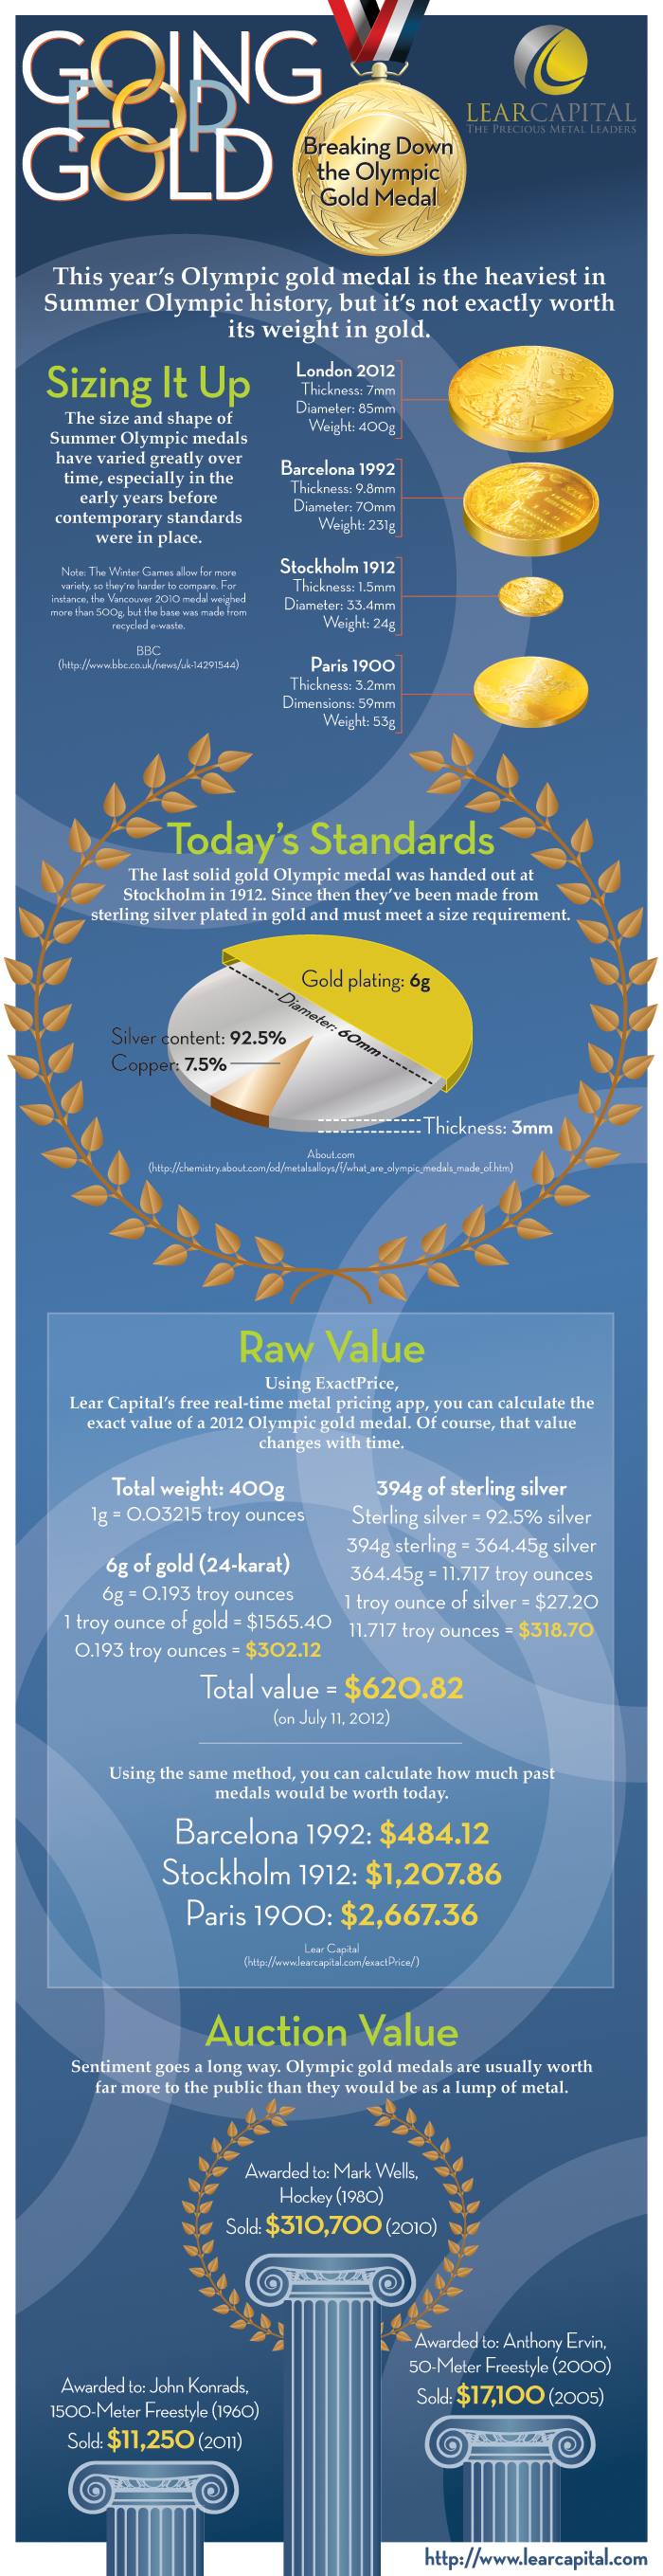 GOING
FOR
GOLD
Breaking Down
the Olympic
Gold Medal
LEARCAPITAL
THE PRECIOUS METAL LEADERS
This year's Olympic gold medal is the heaviest in
Summer Olympic history, but it's not exactly worth
its weight in gold.
Sizing It Up
The size and shape of
Summer Olympic medals
have varied greatly over
time, especially in the
early years before
contemporary standards
were in place.
Note: The Winter Games allow for more
variety, so they're harder to compare. For
instance, the Vancouver 2010 medal weighed
more than 500g, but the base was made from
recycled e-waste.
BBC
(http://www.bbc.co.uk/news/uk-14291544)
London 2012
Thickness: 7mm
Diameter: 85mm
Weight: 400g
Barcelona 1992
Thickness: 9.8mm
Diameter: 70mm
Weight: 231g
Stockholm 1912
Thickness: 1.5mm
Diameter: 33.4mm
Weight: 24g
Paris 1900
Thickness: 3.2mm
Dimensions: 59mm
Weight: 53g
Today's Standards
The last solid gold Olympic medal was handed out at
Stockholm in 1912. Since then they've been made from
sterling silver plated in gold and must meet a size requirement.
Gold plating: 6g
Diameter: 60mm
Silver content: 92.5%
Copper: 7.5%
Thickness: 3mm
About.com
(http://chemistry.about.com/od/metalsalloys/f/what_are_olympic_medals_made_of.htm)
Raw Value
Using ExactPrice,
Lear Capital's free real-time metal pricing app, you can calculate the
exact value of a 2012 Olympic gold medal. Of course, that value
changes with time.
Total weight: 400g
1g = 0.03215 troy ounces
6g of gold (24-karat)
6g = 0.193 troy ounces
1 troy ounce of gold = $1565.40
0.193 troy ounces = $302.12
394g of sterling silver
Sterling silver = 92.5% silver
394g sterling = 364.45g silver
364.45g = 11.717 troy ounces
1 troy ounce of silver = $27.20
11.717 troy ounces = $318.70
Total value = $620.82
(on July 11, 2012)
Using the same method, you can calculate how much past
medals would be worth today.
Barcelona 1992: $484.12
Stockholm 1912: $1,207.86
Paris 1900: $2,667.36
Lear Capital
(http://www.learcapital.com/exactPrice/)
Auction Value
Sentiment goes a long way. Olympic gold medals are usually worth
far more to the public than they would be as a lump of metal.
Awarded to: Mark Wells,
Hockey (1980)
Sold: $310,700 (2010)
Awarded to: Anthony Ervin,
50-Meter Freestyle (2000)
Sold: $17,100 (2005)
Awarded to: John Konrads,
1500-Meter Freestyle (1960)
Sold: $11,250 (2011)
http://www.learcapital.com